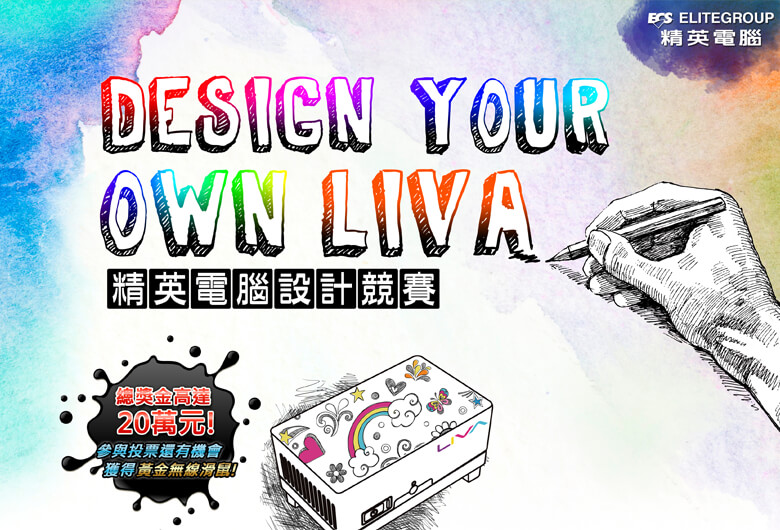 ECS ELITEGROUP
精英電腦
DESIGN YOUR
OWN LIVA
精英電腦設計競賽
總獎金高達
20萬元!
參與投票還有機會
獲得黃金無線滑鼠!
LIVA